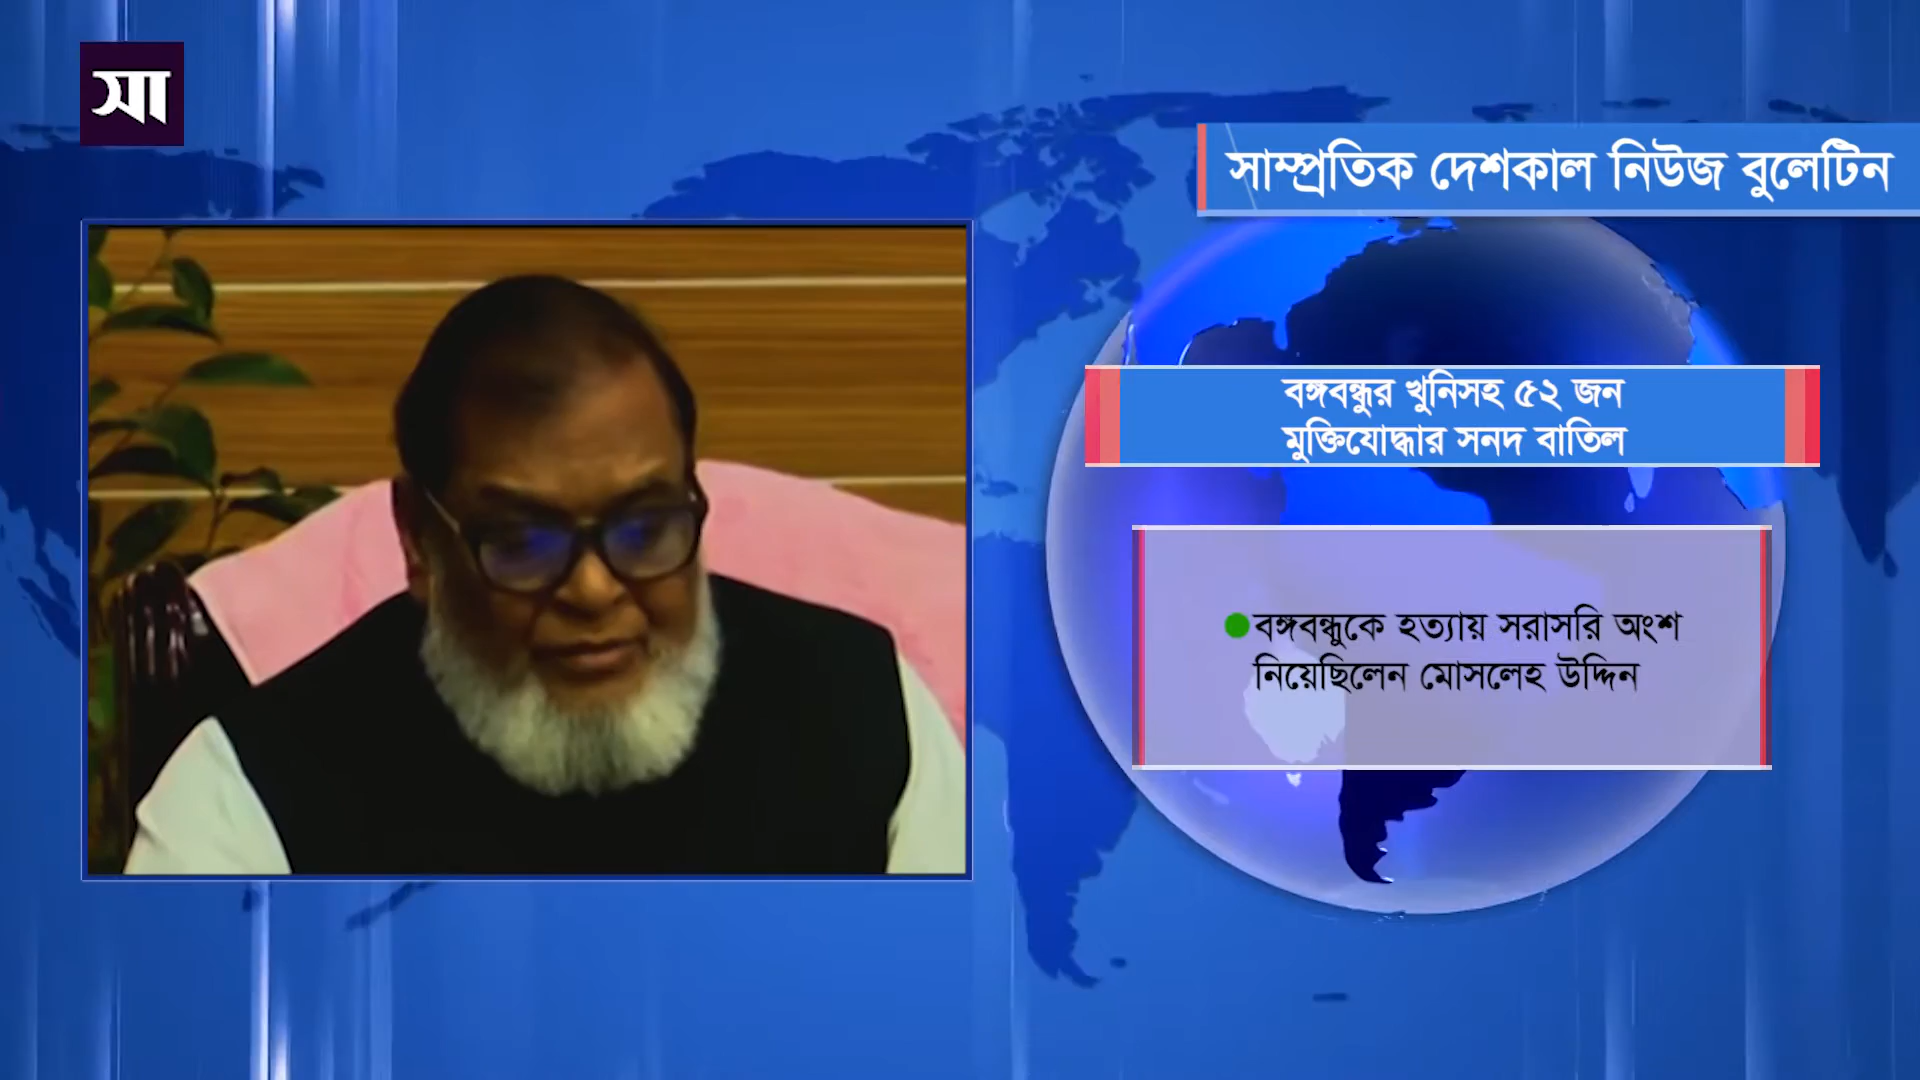 সা
সাম্প্রতিক দেশকাল নিউজ বুলেটিন
বঙ্গবন্ধুর খুনিসহ ৫২ জন
মুক্তিযোদ্ধার সনদ বাতিল
বঙ্গবন্ধুকে হত্যায় সরাসরি অংশ
নিয়েছিলেন মোসলেহ উদ্দিন